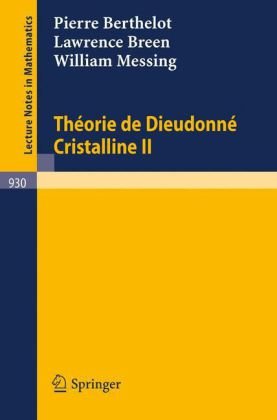 Pierre Berthelot
Lawrence Breen
William Messing
Lecture Notes in Mathematics
930
Théorie de Dieudonné
Cristalline II
Springer